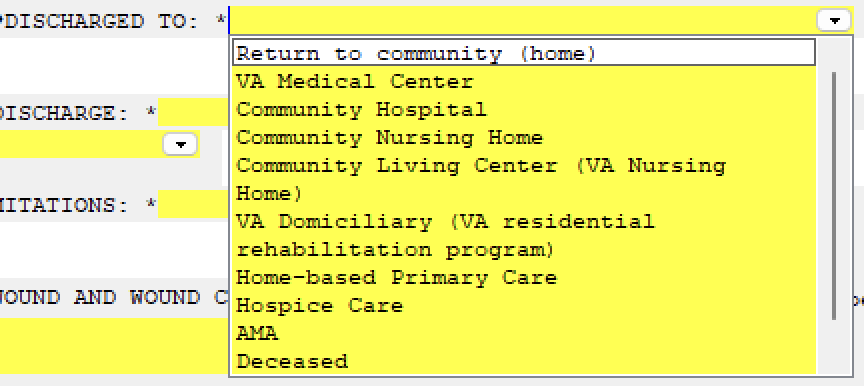 *DISCHARGED TO: *
Return to community (home)
VA Medical Center
Community Hospital
DISCHARGE: *
Community Nursing Home
Community Living Center (VA Nursing
Home)
MITATIONS: *
VA Domiciliary (VA residential
rehabilitation program)
Home-based Primary Care
WOUND AND WOUND C
Hospice Care
AMA
Deceased